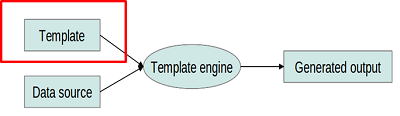 Template
Template engine
Generated output
Data source